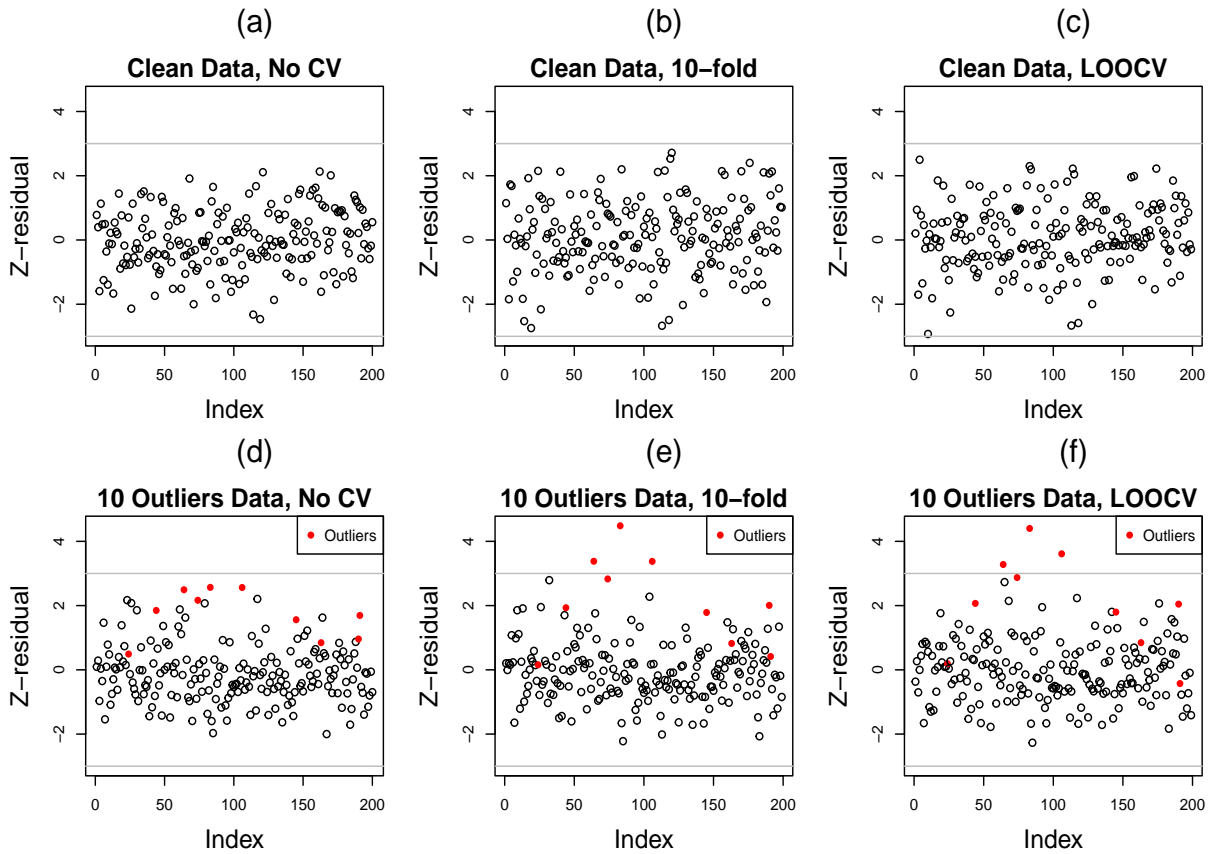 (a)
Clean Data, No CV
Z−residual
4
2
0
−2
0 50 100 150 200
Index
(b)
Clean Data, 10−fold
Z−residual
4
2
0
−2
0 50 100 150 200
Index
(c)
Clean Data, LOOCV
Z−residual
4
2
0
−2
0 50 100 150 200
Index
(d)
10 Outliers Data, No CV
Outliers
Z−residual
4
2
0
−2
0 50 100 150 200
Index
(e)
10 Outliers Data, 10−fold
Outliers
Z−residual
4
2
0
−2
0 50 100 150 200
Index
(f)
10 Outliers Data, LOOCV
Outliers
Z−residual
4
2
0
−2
0 50 100 150 200
Index